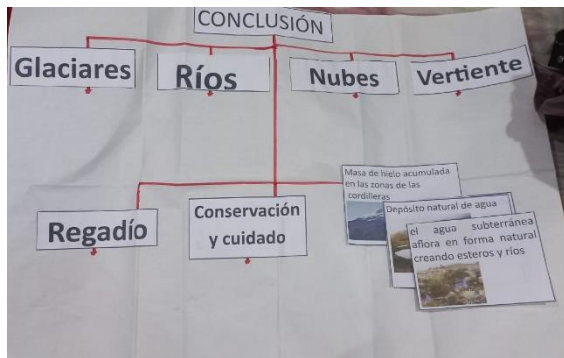 CONCLUSIÓN
Glaciares
Ríos
Nubes
Vertiente
Regadío
Conservación
y cuidado
Masa de hielo acumulada
en las zonas de las
cordilleras
Depósito natural de agua
el agua subterránea
aflora en forma natural
creando esteros y ríos